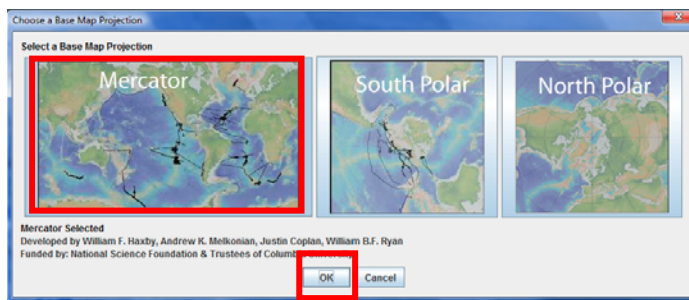 Choose a Base Map Projection
Select a Base Map Projection
Mercator
South Polar
North Polar
Mercator Selected
Developed by William F. Haxby, Andrew K. Melkonian, Justin Coplan, William B.F. Ryan
Funded by: National Science Foundation & Trustees of Columbia University
OK
Cancel